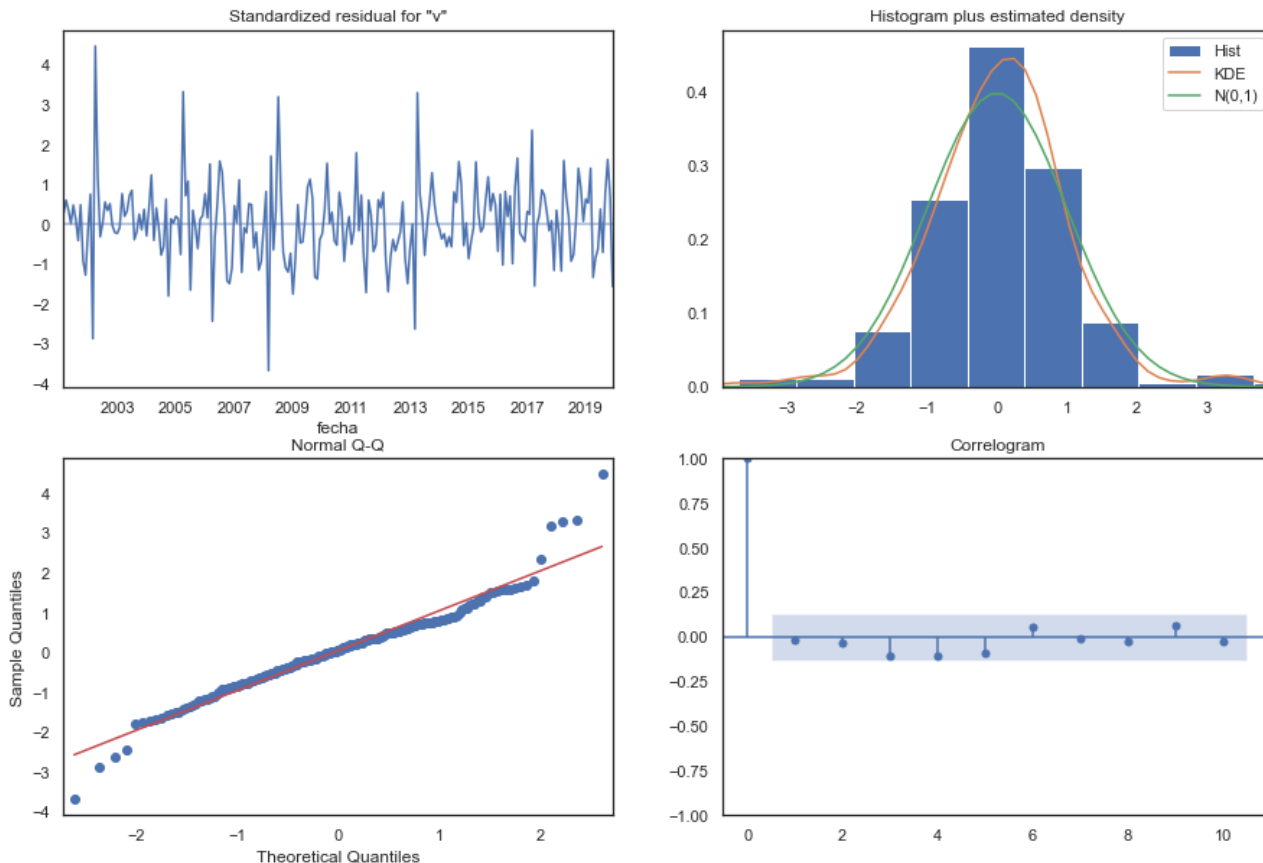 Standardized residual for "v"
4
3
2
1
0
−1
−2
−3
−4
2003 2005 2007 2009 2011 2013 2015 2017 2019
fecha
Histogram plus estimated density
Hist
KDE
N(0,1)
0.4
0.3
0.2
0.1
0.0
−3 −2 −1 0 1 2 3
Normal Q-Q
Sample Quantiles
4
3
2
1
0
−1
−2
−3
−4
−2 −1 0 1 2
Theoretical Quantiles
Correlogram
1.00
0.75
0.50
0.25
0.00
−0.25
−0.50
−0.75
−1.00
0 2 4 6 8 10